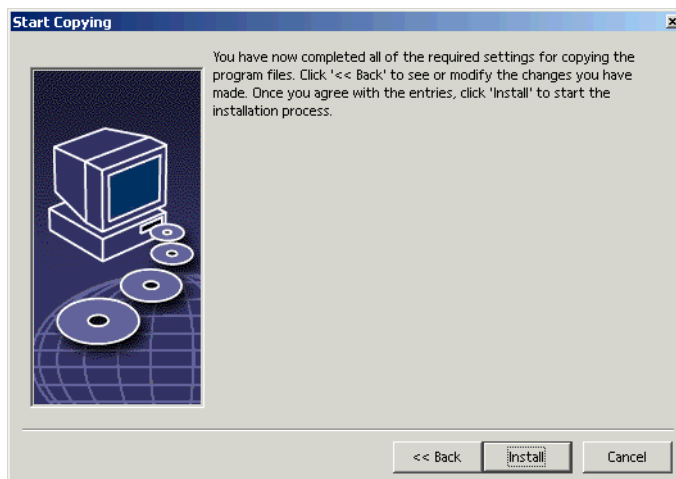 Start Copying
You have now completed all of the required settings for copying the
program files. Click '<< Back' to see or modify the changes you have
made. Once you agree with the entries, click 'Install' to start the
installation process.
<< Back Install Cancel